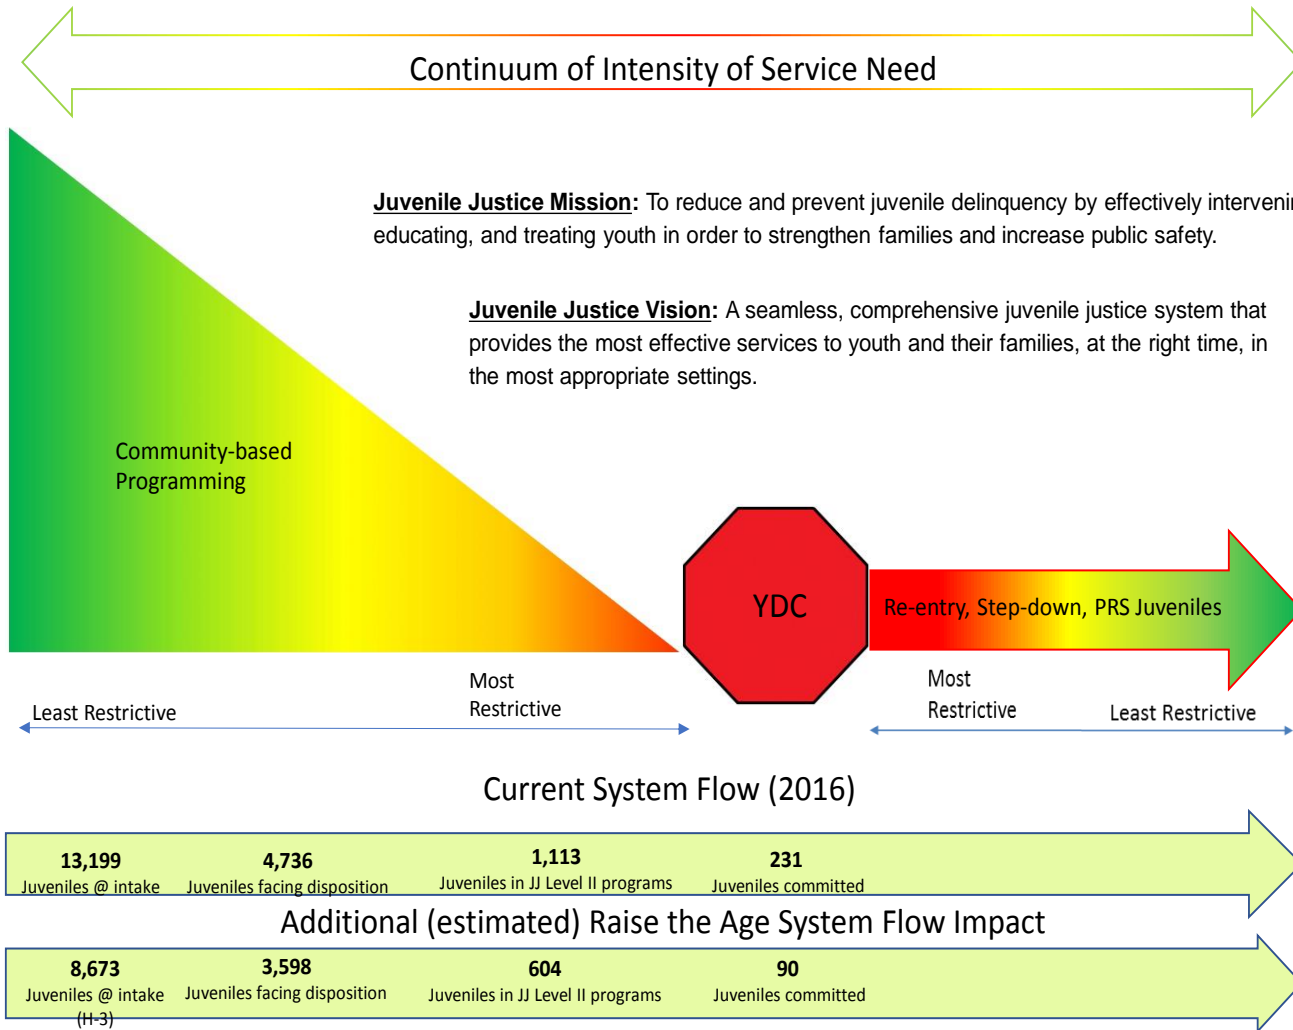 Continuum of Intensity of Service Need
Juvenile Justice Mission: To reduce and prevent juvenile delinquency by effectively intervenin
educating, and treating youth in order to strengthen families and increase public safety.
Juvenile Justice Vision: A seamless, comprehensive juvenile justice system that
provides the most effective services to youth and their families, at the right time, in
the most appropriate settings.
Community-based
Programming
YDC
Re-entry, Step-down, PRS Juveniles
Least Restrictive
Most
Restrictive
Most
Restrictive
Least Restrictive
Current System Flow (2016)
13,199
Juveniles @ intake
4,736
Juveniles facing disposition
1,113
Juveniles in JJ Level II programs
231
Juveniles committed
Additional (estimated) Raise the Age System Flow Impact
8,673
Juveniles @ intake
(H-3)
3,598
Juveniles facing disposition
604
Juveniles in JJ Level II programs
90
Juveniles committed